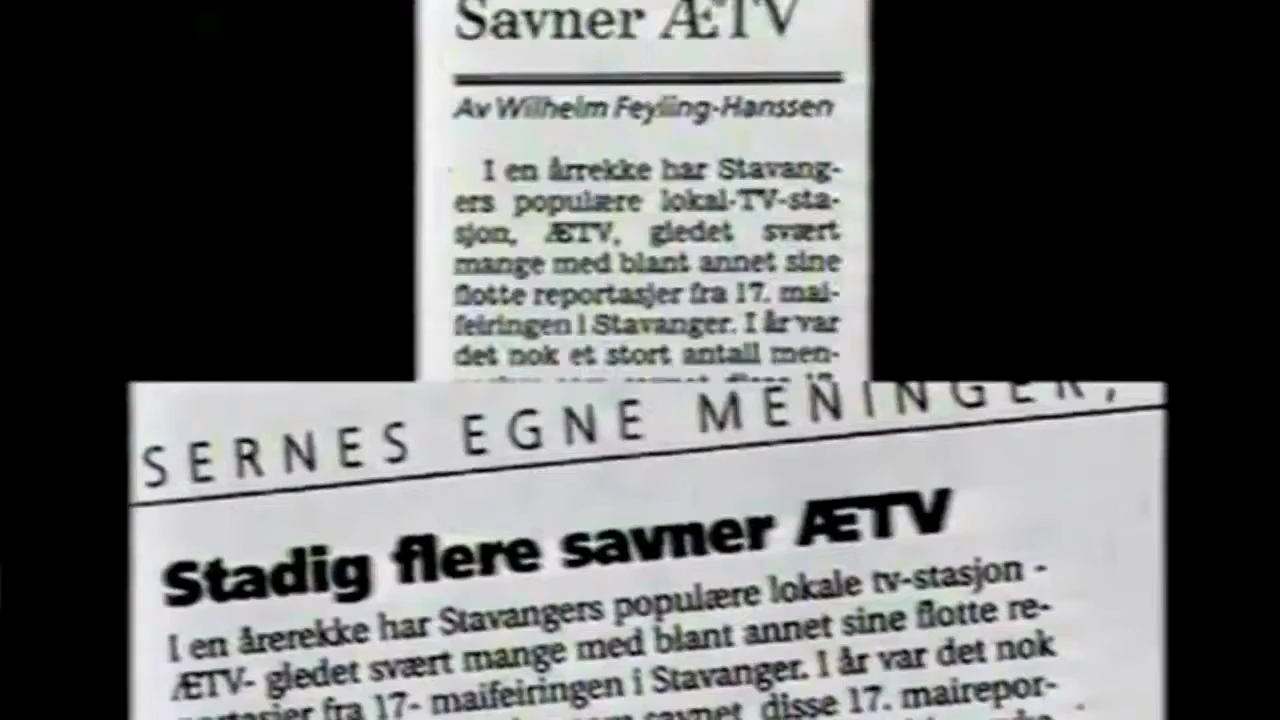 Savner ÆTV
Av Wilhelm Feyling-Hanssen
I en årrekke har Stavang-
ers populære lokal-TV-sta-
sjon, ÆTV, gledet svært
mange med blant annet sine
flotte reportasjer fra 17. mai-
feiringen i Stavanger. I år var
det nok et stort antall men-
SERNES EGNE MENINGER,
Stadig flere savner ÆTV
I en årerekke har Stavangers populære lokale tv-stasjon -
ÆTV- gledet svært mange med blant annet sine flotte re-
portasjer fra 17- maifeiringen i Stavanger. I år var det nok
savnet disse 17. mairepor-